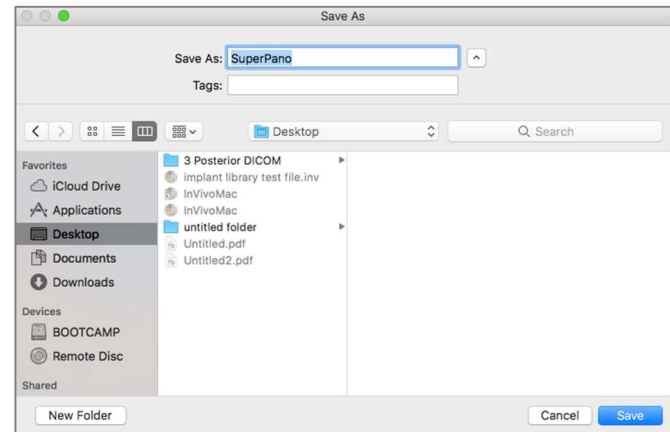 Save As
Save As: SuperPano
Tags:
Desktop
Search
Favorites
iCloud Drive
Applications
Desktop
Documents
Downloads
Devices
BOOTCAMP
Remote Disc
Shared
3 Posterior DICOM
implant library test file.inv
InVivoMac
InVivoMac
untitled folder
Untitled.pdf
Untitled2.pdf
New Folder
Cancel
Save